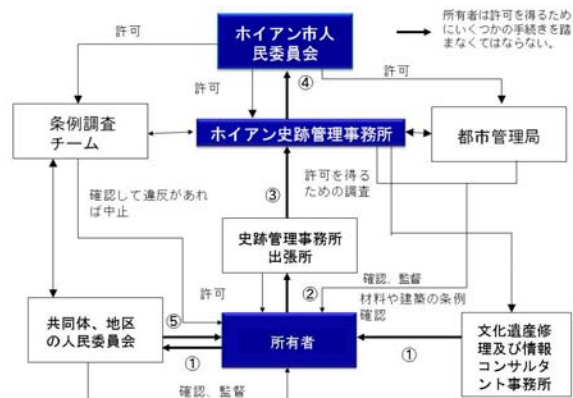 所有者は許可を得るため
にいくつかの手続きを踏
まなくてはならない。
ホイアン市人
民委員会
許可
許可
許可
④
条例調査
チーム
ホイアン史跡管理事務所
都市管理局
確認して違反があれ
ば中止
③
許可を得る
ための調査
史跡管理事務所
出張所
許可
②
確認、監督
材料や建築の条例
確認
共同体、地区
の人民委員会
⑤
①
所有者
①
文化遺産修
理及び情報
コンサルタ
ント事務所
確認、監督